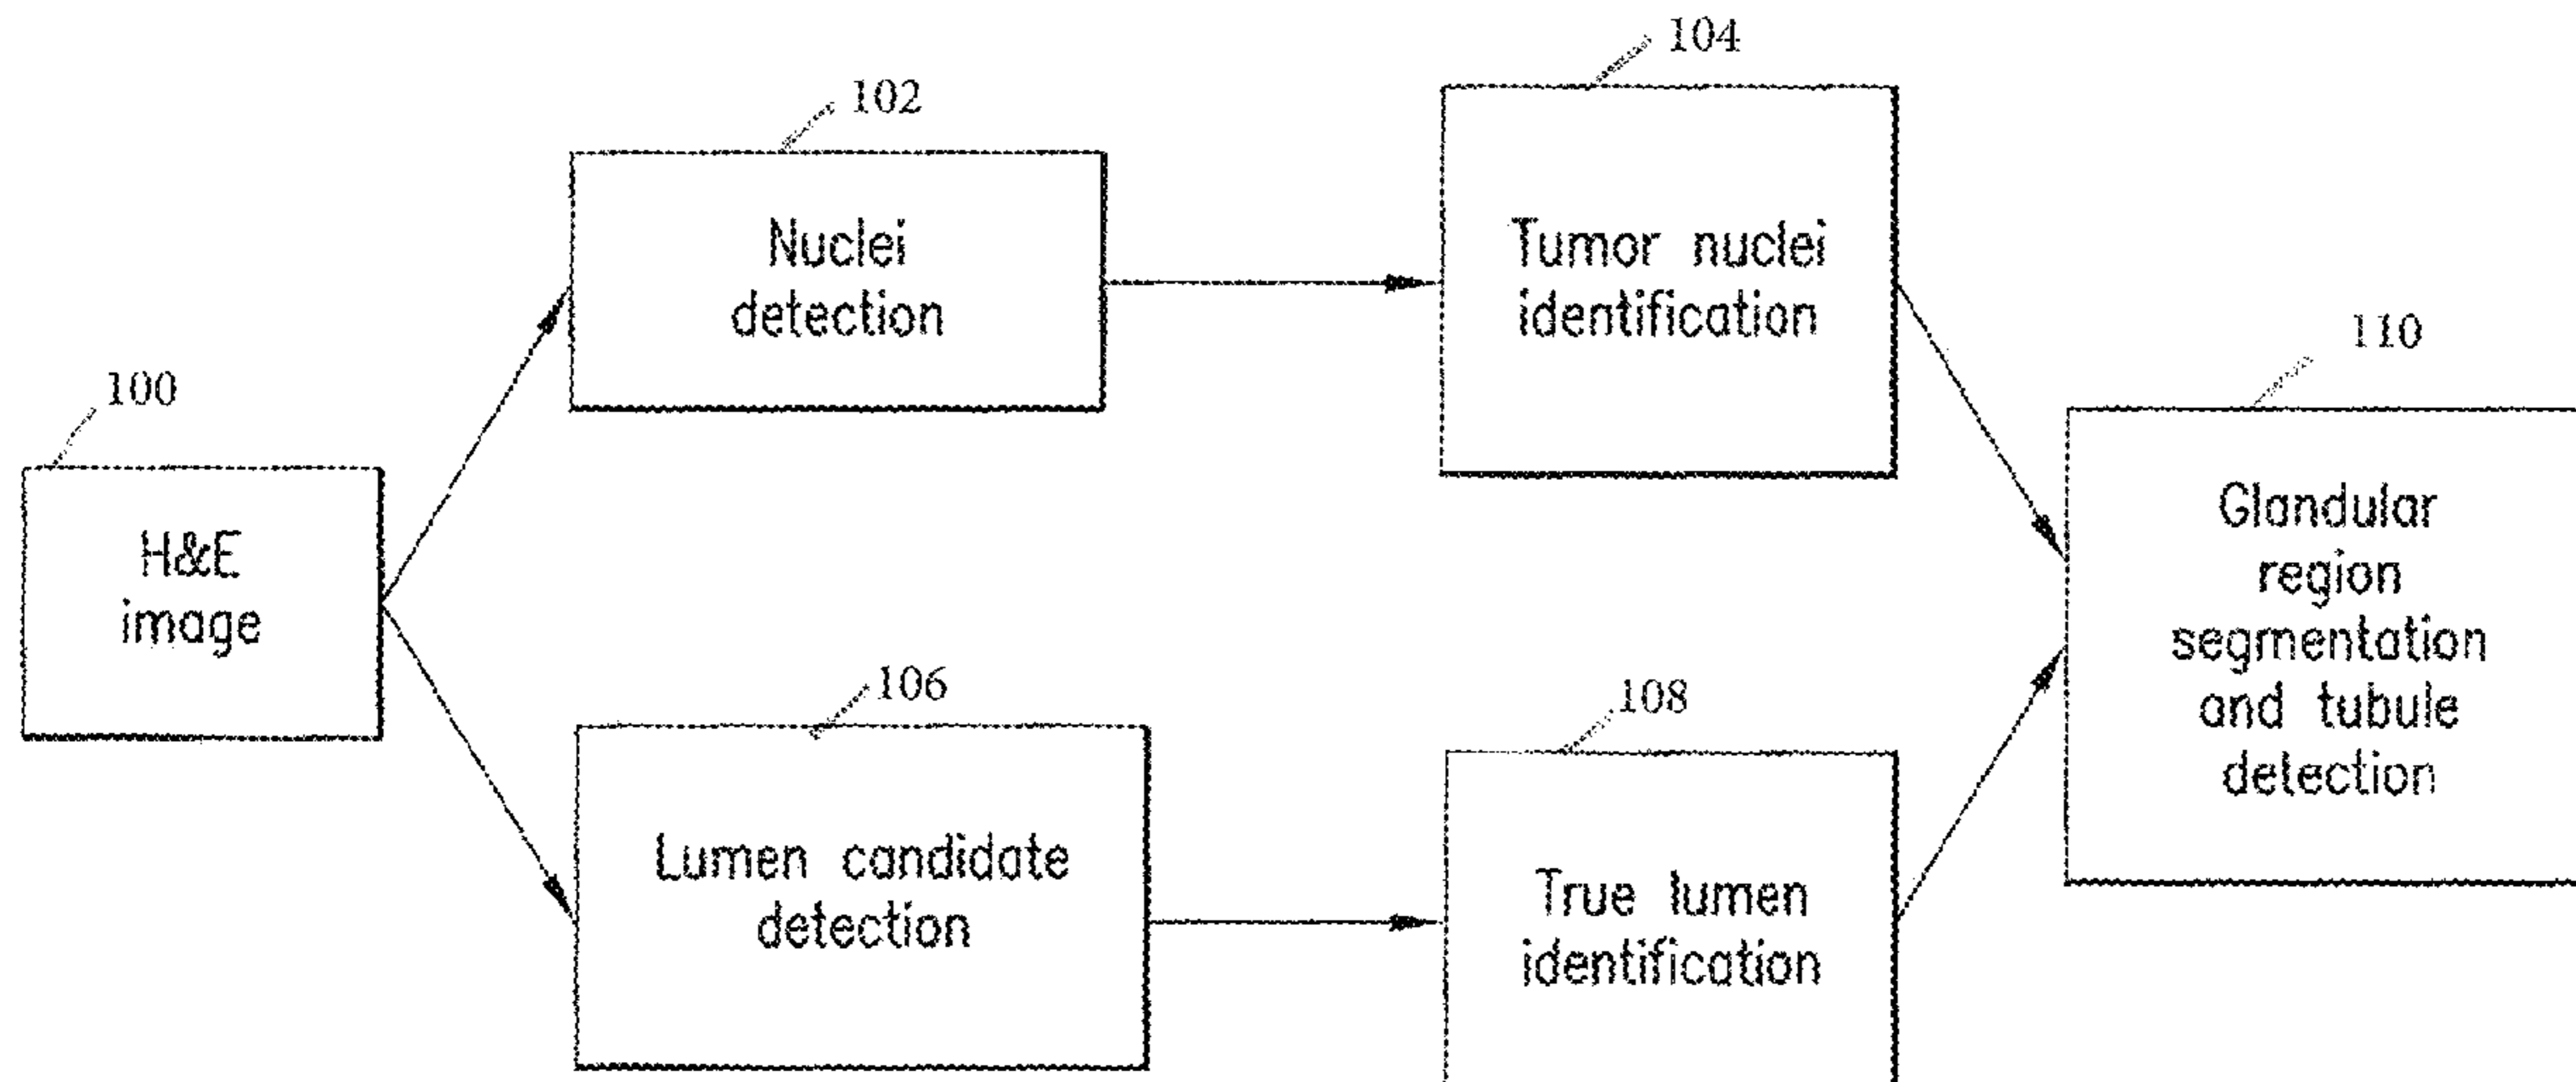 104
102
Tumor nuclei
identification
Nuclei
detection
110
100
Glandular
region
segmentation
and tubule
detection
H&E
image
106
108
Lumen candidate
detection
True lumen
identification